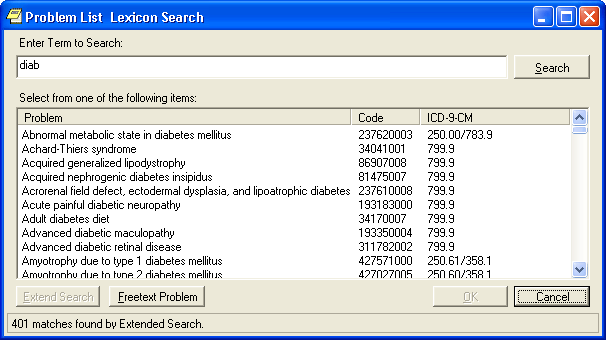 Problem List  Lexicon Search
Enter Term to Search:
diab
Search
Select from one of the following items:
Problem Code ICD-9-CM
Abnormal metabolic state in diabetes mellitus 237620003 250.00/783.9
Achard-Thiers syndrome 34041001 799.9
Acquired generalized lipodystrophy 86907008 799.9
Acquired nephrogenic diabetes insipidus 81475007 799.9
Acrorenal field defect, ectodermal dysplasia, and lipoatrophic diabetes 237610008 799.9
Acute painful diabetic neuropathy 193183000 799.9
Adult diabetes diet 34170007 799.9
Advanced diabetic maculopathy 193350004 799.9
Advanced diabetic retinal disease 311782002 799.9
Amyotrophy due to type 1 diabetes mellitus 427571000 250.61/358.1
Amyotrophy due to type 2 diabetes mellitus 427027005 250.60/358.1
Extend Search Freetext Problem OK Cancel
401 matches found by Extended Search.